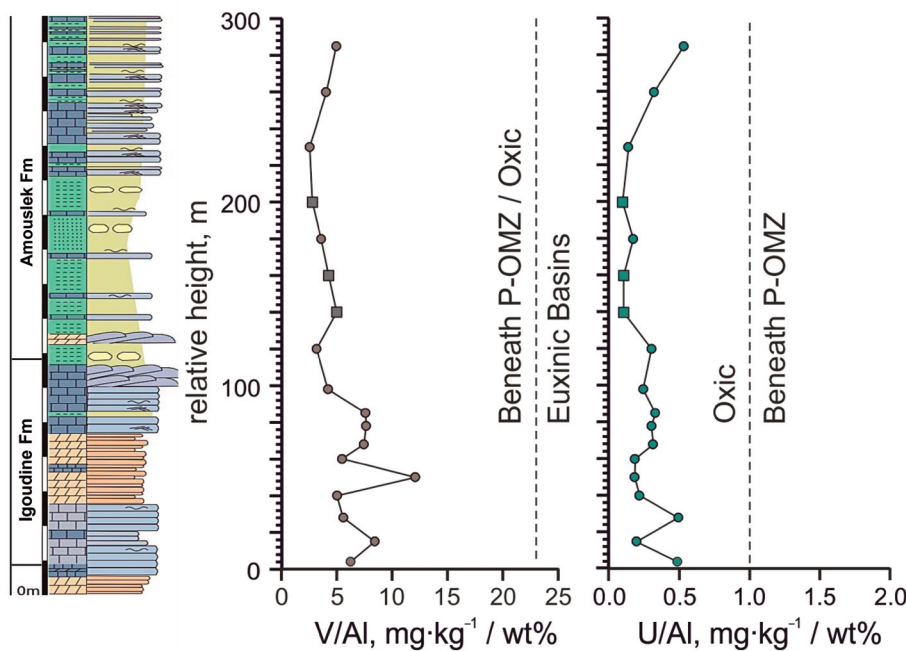 Amouslek Fm
Igoudine Fm
0m
relative height, m
300
200
100
0
Beneath P-OMZ / Oxic
Euxinic Basins
0 5 10 15 20 25
V/Al, mg·kg⁻¹ / wt%
Oxic
Beneath P-OMZ
0.0 0.5 1.0 1.5 2.0
U/Al, mg·kg⁻¹ / wt%